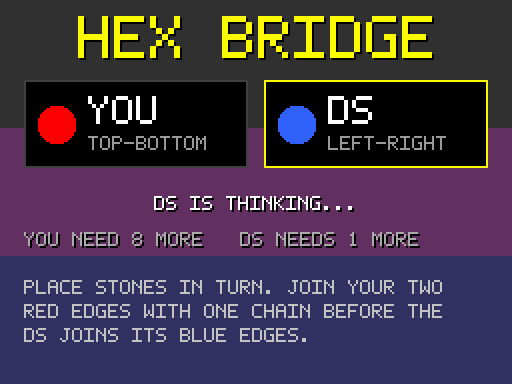 HEX BRIDGE
YOU
TOP-BOTTOM
DS
LEFT-RIGHT
DS IS THINKING...
YOU NEED 8 MORE DS NEEDS 1 MORE
PLACE STONES IN TURN. JOIN YOUR TWO
RED EDGES WITH ONE CHAIN BEFORE THE
DS JOINS ITS BLUE EDGES.